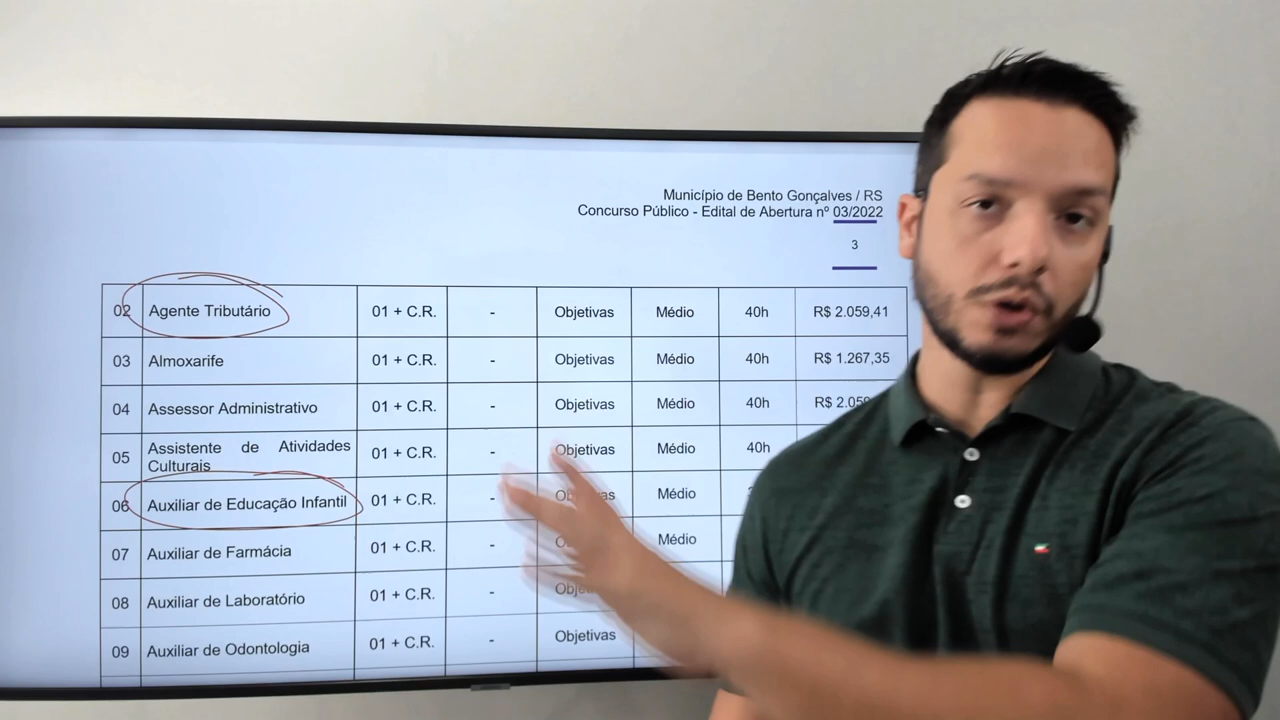 Município de Bento Gonçalves / RS
Concurso Público - Edital de Abertura nº 03/2022
3
02 Agente Tributário 01 + C.R. - Objetivas Médio 40h R$ 2.059,41
03 Almoxarife 01 + C.R. - Objetivas Médio 40h R$ 1.267,35
04 Assessor Administrativo 01 + C.R. - Objetivas Médio 40h R$
05 Assistente de Atividades
Culturais 01 + C.R. - Objetivas Médio 40h
06 Auxiliar de Educação Infantil 01 + C.R. - Médio
07 Auxiliar de Farmácia 01 + C.R. - Médio
08 Auxiliar de Laboratório 01 + C.R. -
09 Auxiliar de Odontologia 01 + C.R. - Objetivas